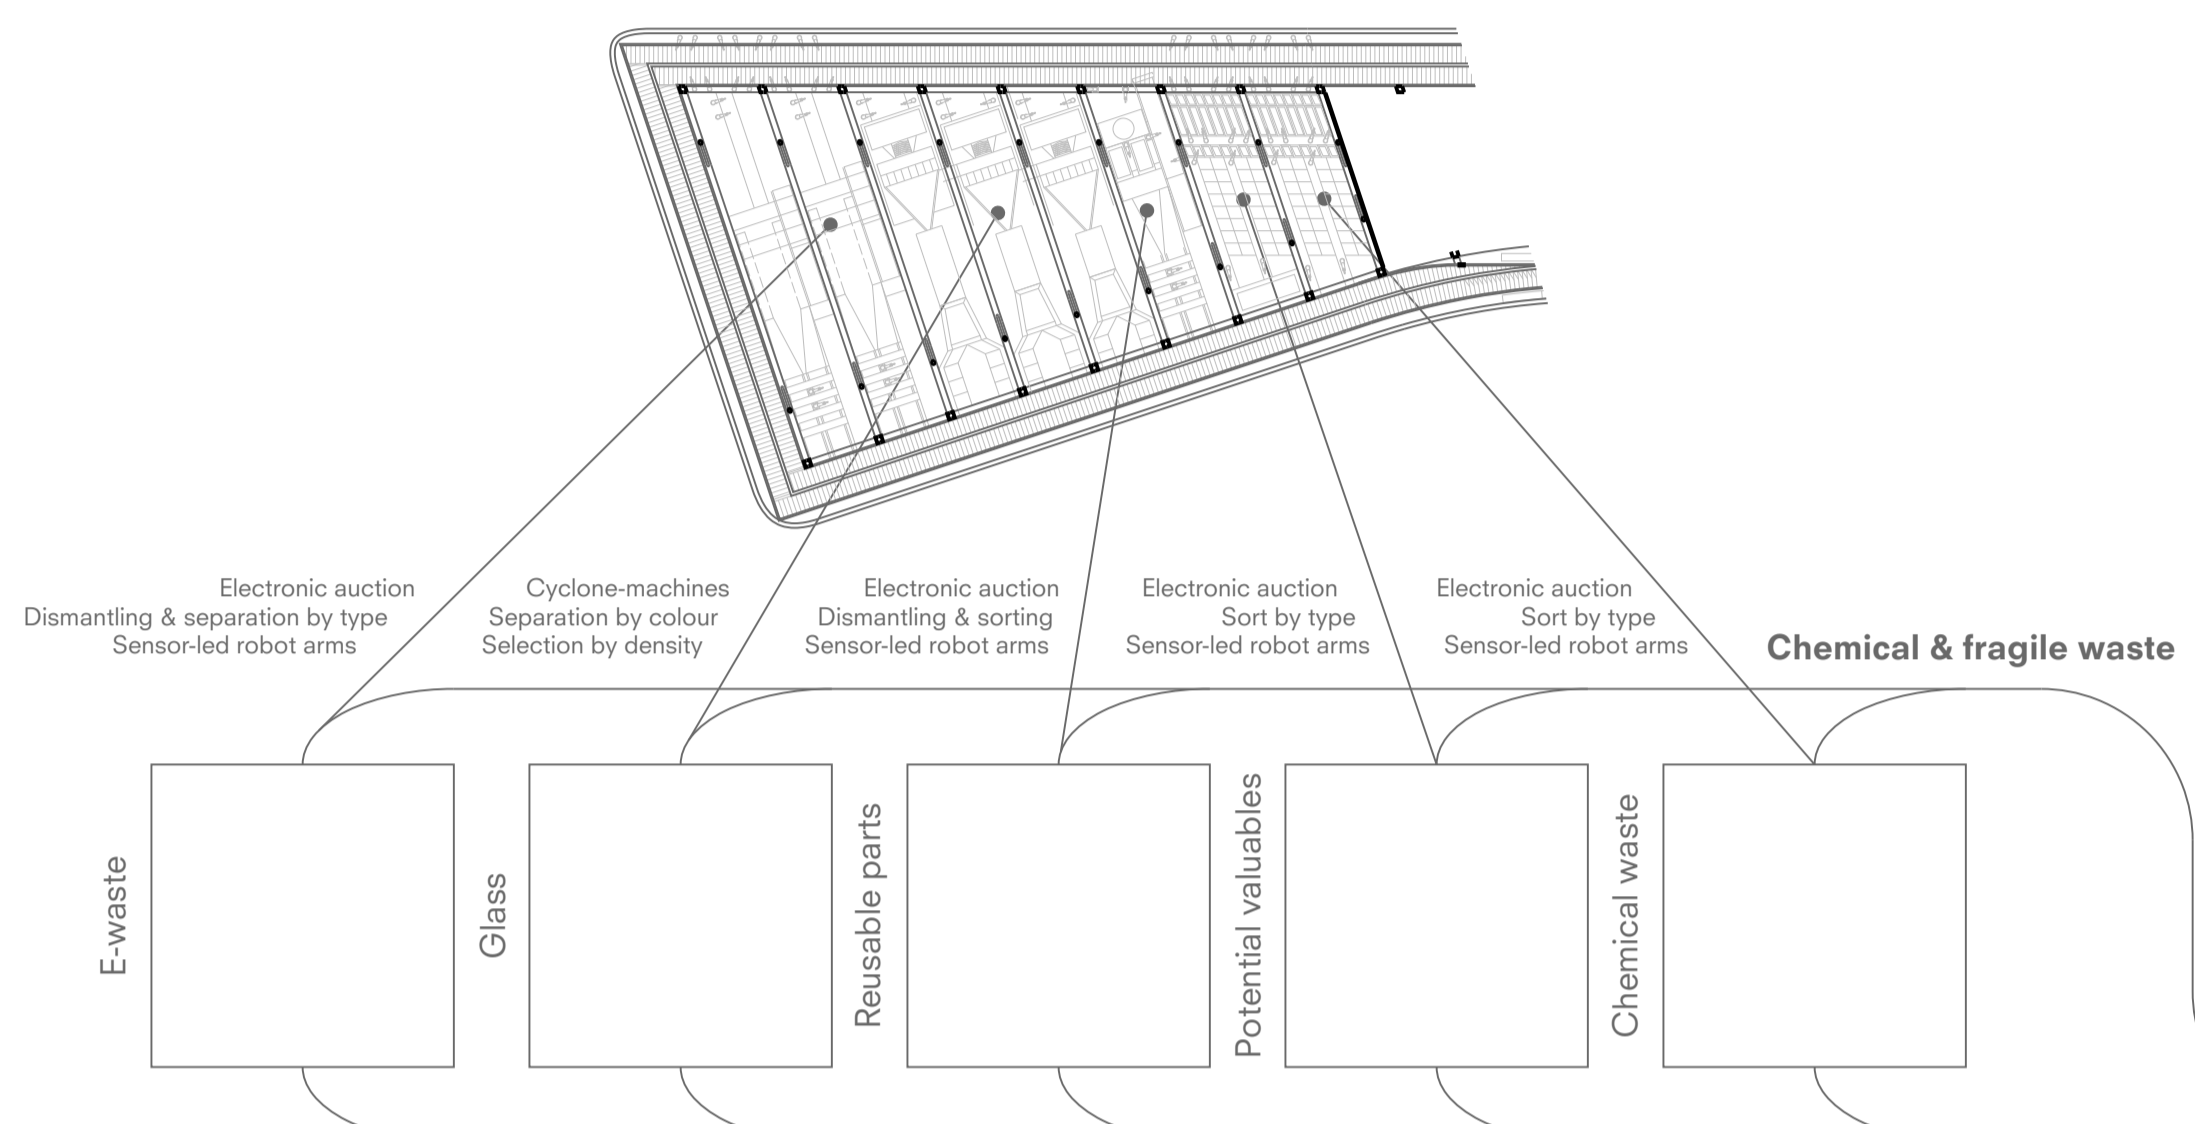 Electronic auction
Dismantling & separation by type
Sensor-led robot arms
Cyclone-machines
Separation by colour
Selection by density
Electronic auction
Dismantling & sorting
Sensor-led robot arms
Electronic auction
Sort by type
Sensor-led robot arms
Electronic auction
Sort by type
Sensor-led robot arms
Chemical & fragile waste
E-waste
Glass
Reusable parts
Potential valuables
Chemical waste